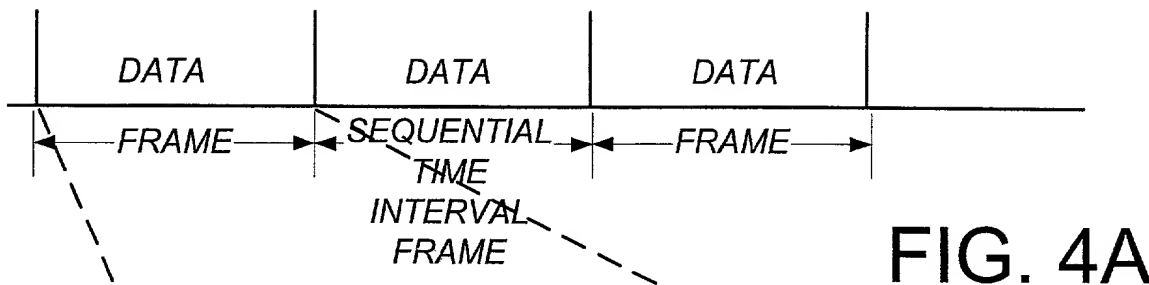 DATA DATA DATA
FRAME SEQUENTIAL FRAME
TIME
INTERVAL
FRAME
FIG. 4A